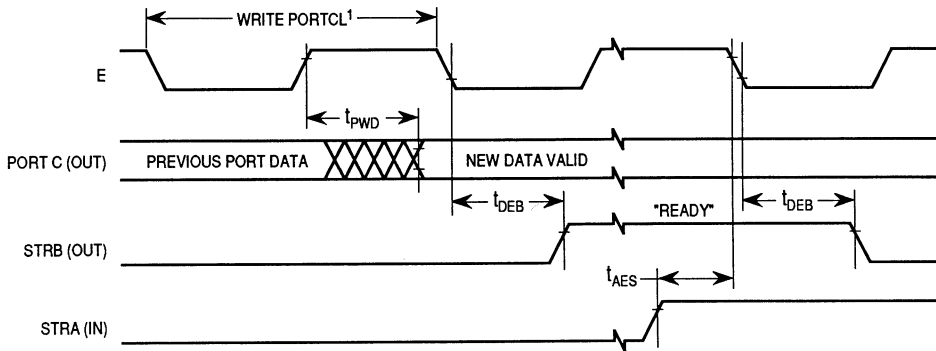 WRITE PORTCL¹
E
tPWD
PORT C (OUT)
PREVIOUS PORT DATA
NEW DATA VALID
tDEB
"READY"
tDEB
STRB (OUT)
tAES
STRA (IN)